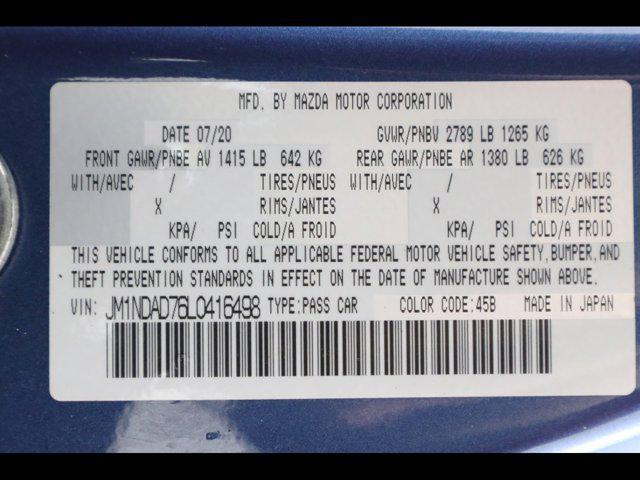 MFD. BY MAZDA MOTOR CORPORATION
DATE 07/20 GVWR/PNBV 2789 LB 1265 KG
FRONT GAWR/PNBE AV 1415 LB 642 KG REAR GAWR/PNBE AR 1380 LB 626 KG
WITH/AVEC / TIRES/PNEUS WITH/AVEC / TIRES/PNEUS
X RIMS/JANTES X RIMS/JANTES
KPA/ PSI COLD/A FROID KPA/ PSI COLD/A FROID
THIS VEHICLE CONFORMS TO ALL APPLICABLE FEDERAL MOTOR VEHICLE SAFETY,BUMPER,AND
THEFT PREVENTION STANDARDS IN EFFECT ON THE DATE OF MANUFACTURE SHOWN ABOVE.
VIN: JM1NDAD76L0416498 TYPE:PASS CAR COLOR CODE:45B MADE IN JAPAN